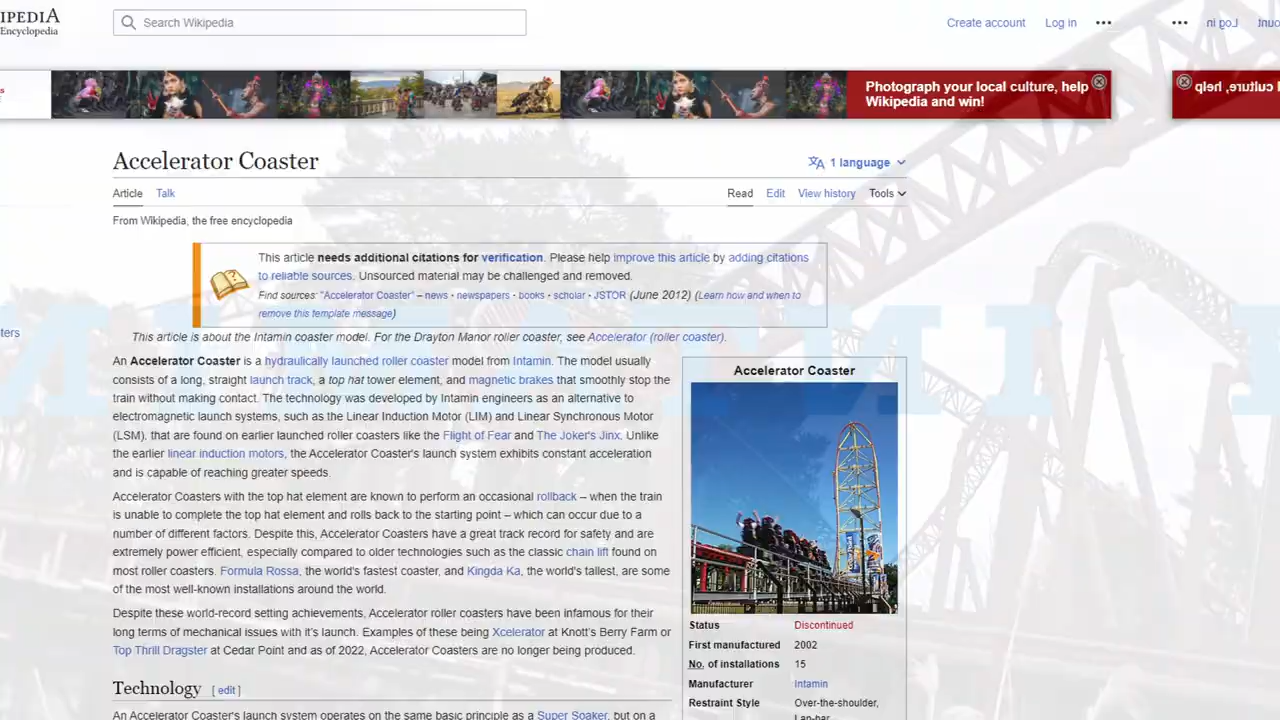 IPEDIA
Encyclopedia
Search Wikipedia
Create account
Log in
Log in
Photograph your local culture, help
Wikipedia and win!
culture, help
Accelerator Coaster
1 language
Article
Talk
Read
Edit
View history
Tools
From Wikipedia, the free encyclopedia
This article needs additional citations for verification. Please help improve this article by adding citations
to reliable sources. Unsourced material may be challenged and removed.
Find sources: "Accelerator Coaster" – news · newspapers · books · scholar · JSTOR (June 2012) (Learn how and when to
remove this template message)
ters
This article is about the Intamin coaster model. For the Drayton Manor roller coaster, see Accelerator (roller coaster).
An Accelerator Coaster is a hydraulically launched roller coaster model from Intamin. The model usually
consists of a long, straight launch track, a top hat tower element, and magnetic brakes that smoothly stop the
train without making contact. The technology was developed by Intamin engineers as an alternative to
electromagnetic launch systems, such as the Linear Induction Motor (LIM) and Linear Synchronous Motor
(LSM), that are found on earlier launched roller coasters like the Flight of Fear and The Joker's Jinx. Unlike
the earlier linear induction motors, the Accelerator Coaster's launch system exhibits constant acceleration
and is capable of reaching greater speeds.
Accelerator Coasters with the top hat element are known to perform an occasional rollback – when the train
is unable to complete the top hat element and rolls back to the starting point – which can occur due to a
number of different factors. Despite this, Accelerator Coasters have a great track record for safety and are
extremely power efficient, especially compared to older technologies such as the classic chain lift found on
most roller coasters. Formula Rossa, the world's fastest coaster, and Kingda Ka, the world's tallest, are some
of the most well-known installations around the world.
Despite these world-record setting achievements, Accelerator roller coasters have been infamous for their
long terms of mechanical issues with it's launch. Examples of these being Xcelerator at Knott's Berry Farm or
Top Thrill Dragster at Cedar Point and as of 2022, Accelerator Coasters are no longer being produced.
Technology [ edit ]
An Accelerator Coaster's launch system operates on the same basic principle as a Super Soaker, but on a
Accelerator Coaster
Status Discontinued
First manufactured 2002
No. of installations 15
Manufacturer Intamin
Restraint Style Over-the-shoulder,
Lap-bar